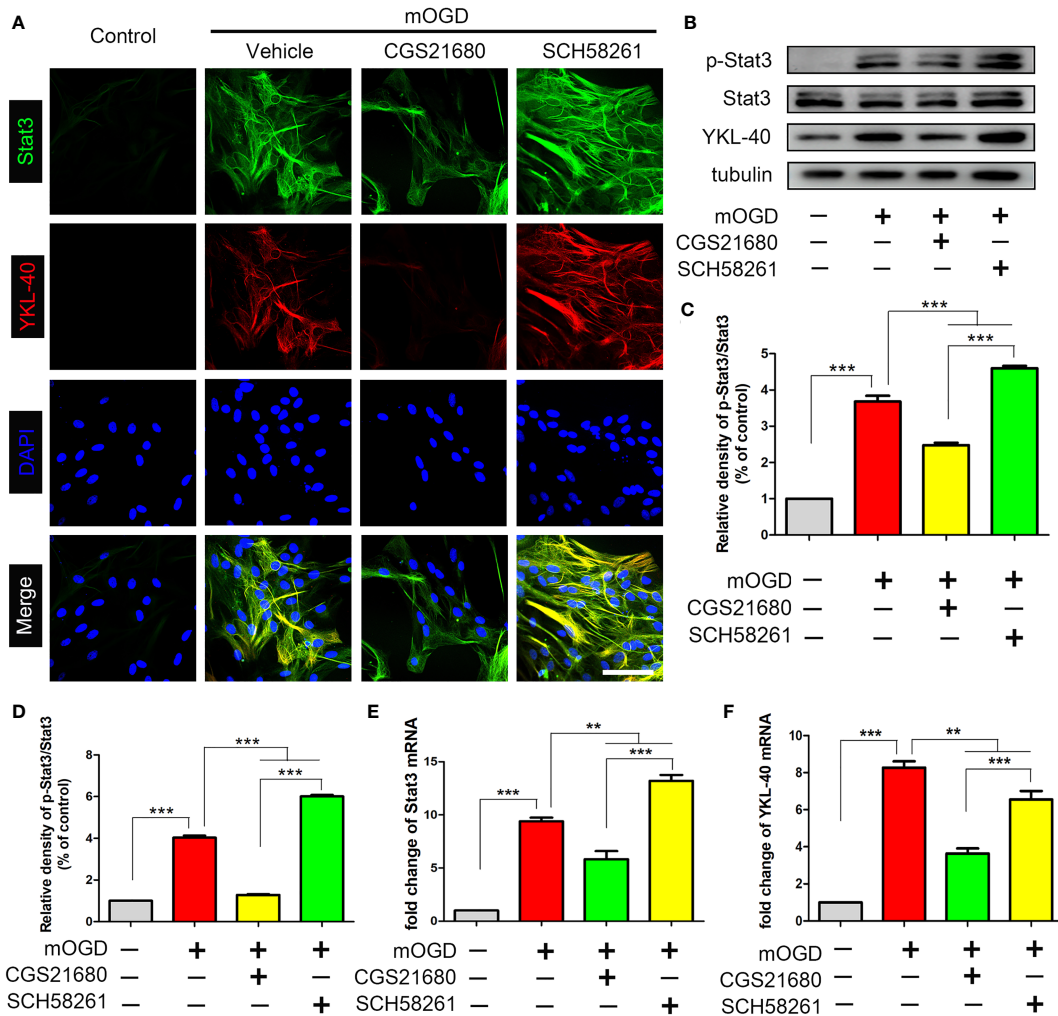 A
Control
mOGD
Vehicle
CGS21680
SCH58261
Stat3
YKL-40
DAPI
Merge
B
p-Stat3
Stat3
YKL-40
tubulin
mOGD – + + +
CGS21680 – – + –
SCH58261 – – – +
C
Relative density of p-Stat3/Stat3
(% of control)
5
4
3
2
1
0
***
***
***
mOGD – + + +
CGS21680 – – + –
SCH58261 – – – +
D
Relative density of p-Stat3/Stat3
(% of control)
8
6
4
2
0
***
***
***
mOGD – + + +
CGS21680 – – + –
SCH58261 – – – +
E
fold change of Stat3 mRNA
15
10
5
0
***
**
***
mOGD – + + +
CGS21680 – – + –
SCH58261 – – – +
F
fold change of YKL-40 mRNA
10
8
6
4
2
0
***
**
***
mOGD – + + +
CGS21680 – – + –
SCH58261 – – – +